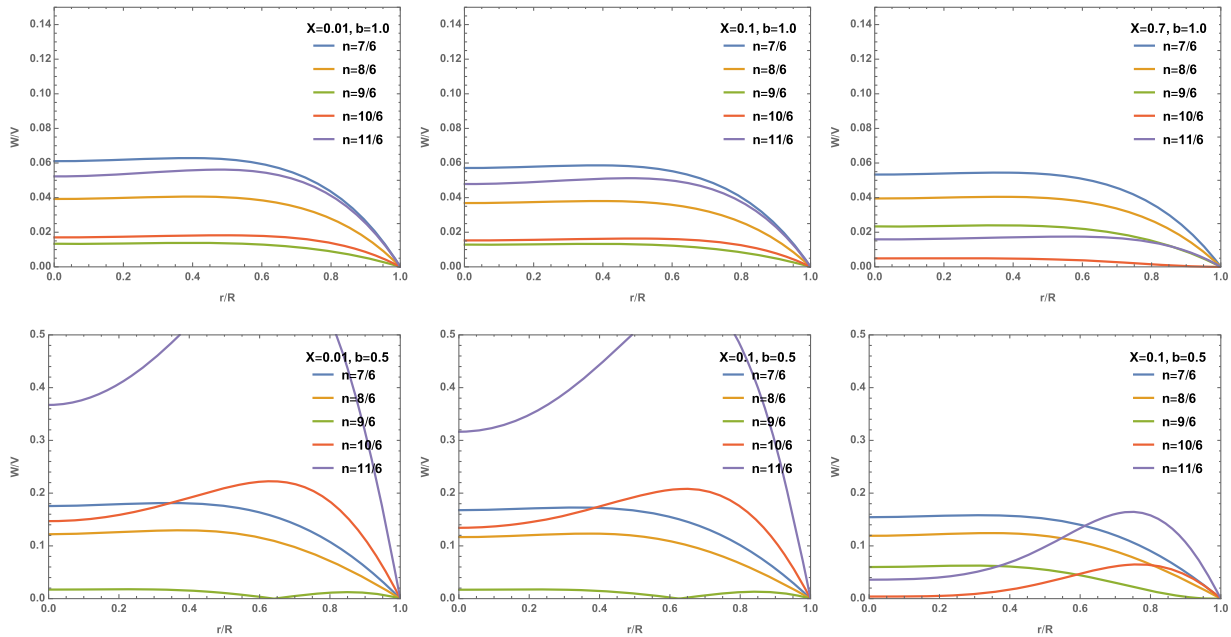 X=0.01, b=1.0
n=7/6
n=8/6
n=9/6
n=10/6
n=11/6
0.14
0.12
0.10
0.08
0.06
0.04
0.02
0.00
W/V
0.0 0.2 0.4 0.6 0.8 1.0
r/R
X=0.1, b=1.0
n=7/6
n=8/6
n=9/6
n=10/6
n=11/6
0.14
0.12
0.10
0.08
0.06
0.04
0.02
0.00
W/V
0.0 0.2 0.4 0.6 0.8 1.0
r/R
X=0.7, b=1.0
n=7/6
n=8/6
n=9/6
n=10/6
n=11/6
0.14
0.12
0.10
0.08
0.06
0.04
0.02
0.00
W/V
0.0 0.2 0.4 0.6 0.8 1.0
r/R
X=0.01, b=0.5
n=7/6
n=8/6
n=9/6
n=10/6
n=11/6
0.5
0.4
0.3
0.2
0.1
0.0
W/V
0.0 0.2 0.4 0.6 0.8 1.0
r/R
X=0.1, b=0.5
n=7/6
n=8/6
n=9/6
n=10/6
n=11/6
0.5
0.4
0.3
0.2
0.1
0.0
W/V
0.0 0.2 0.4 0.6 0.8 1.0
r/R
X=0.1, b=0.5
n=7/6
n=8/6
n=9/6
n=10/6
n=11/6
0.5
0.4
0.3
0.2
0.1
0.0
W/V
0.0 0.2 0.4 0.6 0.8 1.0
r/R